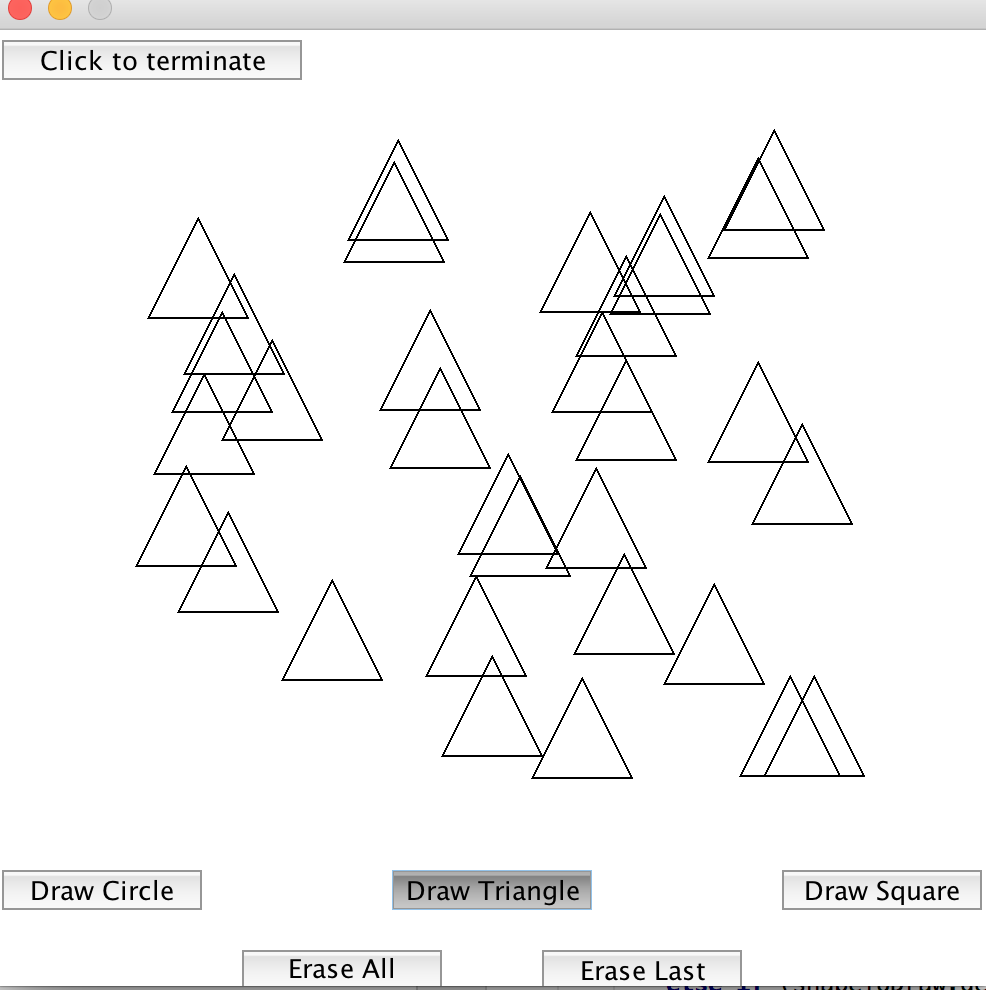 Click to terminate
Draw Circle
Draw Triangle
Draw Square
Erase All
Erase Last